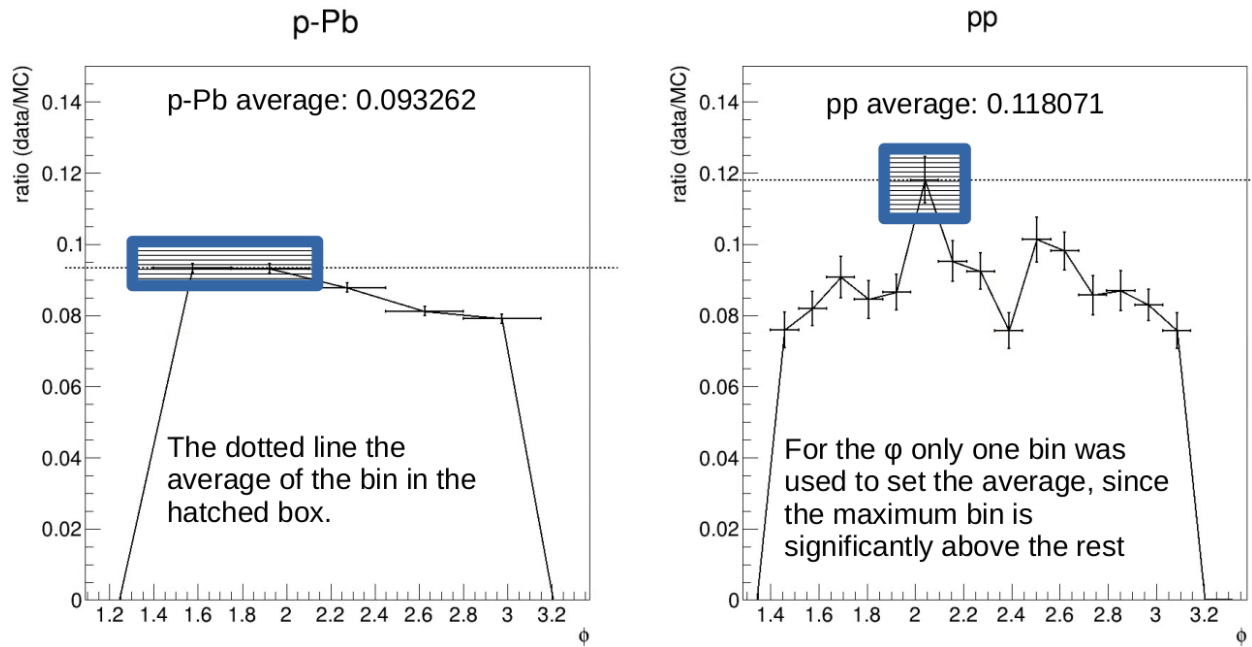 p-Pb
ratio (data/MC)
0.14
0.12
0.1
0.08
0.06
0.04
0.02
0
p-Pb average: 0.093262
The dotted line the
average of the bin in the
hatched box.
1.2 1.4 1.6 1.8 2 2.2 2.4 2.6 2.8 3 3.2
ϕ
pp
ratio (data/MC)
0.14
0.12
0.1
0.08
0.06
0.04
0.02
0
pp average: 0.118071
For the φ only one bin was
used to set the average, since
the maximum bin is
significantly above the rest
1.4 1.6 1.8 2 2.2 2.4 2.6 2.8 3 3.2
ϕ